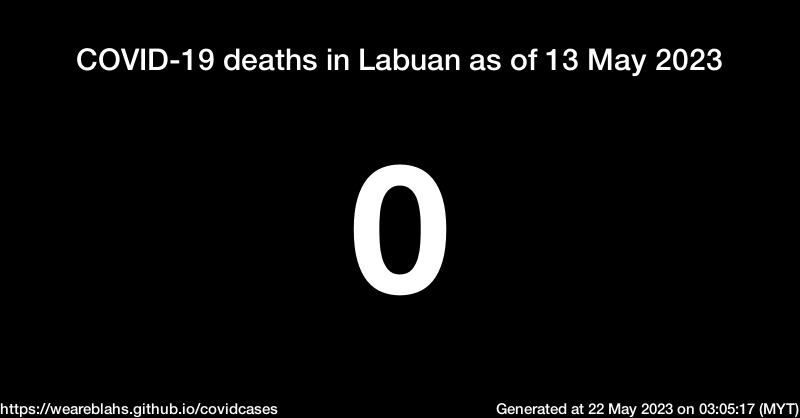 COVID-19 deaths in Labuan as of 13 May 2023
0
https://weareblahs.github.io/covidcases
Generated at 22 May 2023 on 03:05:17 (MYT)